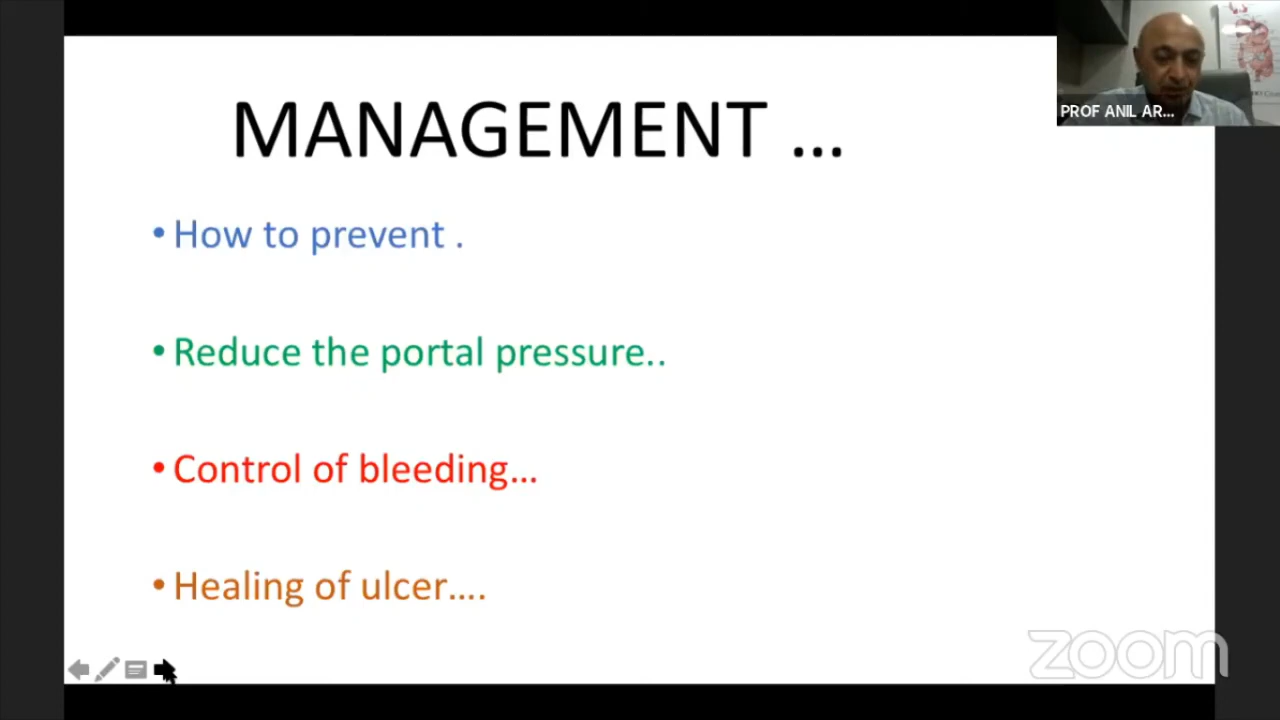 MANAGEMENT ...
PROF ANIL AR...
• How to prevent .
• Reduce the portal pressure..
• Control of bleeding...
• Healing of ulcer....
zoom